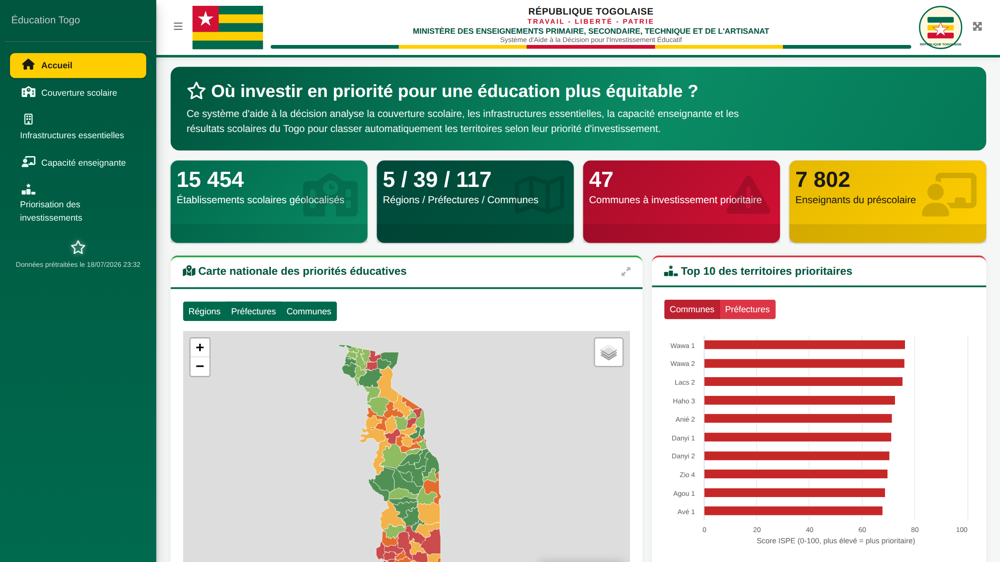 Éducation Togo
Accueil
Couverture scolaire
Infrastructures essentielles
Capacité enseignante
Priorisation des
investissements
Données prétraitées le 18/07/2026 23:32
RÉPUBLIQUE TOGOLAISE
TRAVAIL - LIBERTÉ - PATRIE
MINISTÈRE DES ENSEIGNEMENTS PRIMAIRE, SECONDAIRE, TECHNIQUE ET DE L'ARTISANAT
Système d'Aide à la Décision pour l'Investissement Éducatif
RÉPUBLIQUE TOGOLAISE
Où investir en priorité pour une éducation plus équitable ?
Ce système d'aide à la décision analyse la couverture scolaire, les infrastructures essentielles, la capacité enseignante et les
résultats scolaires du Togo pour classer automatiquement les territoires selon leur priorité d'investissement.
15 454
Établissements scolaires géolocalisés
5 / 39 / 117
Régions / Préfectures / Communes
47
Communes à investissement prioritaire
7 802
Enseignants du préscolaire
Carte nationale des priorités éducatives
Régions Préfectures Communes
+
−
Top 10 des territoires prioritaires
Communes Préfectures
Wawa 1
Wawa 2
Lacs 2
Haho 3
Anié 2
Danyi 1
Danyi 2
Zio 4
Agou 1
Avé 1
0 20 40 60 80 100
Score ISPE (0-100, plus élevé = plus prioritaire)